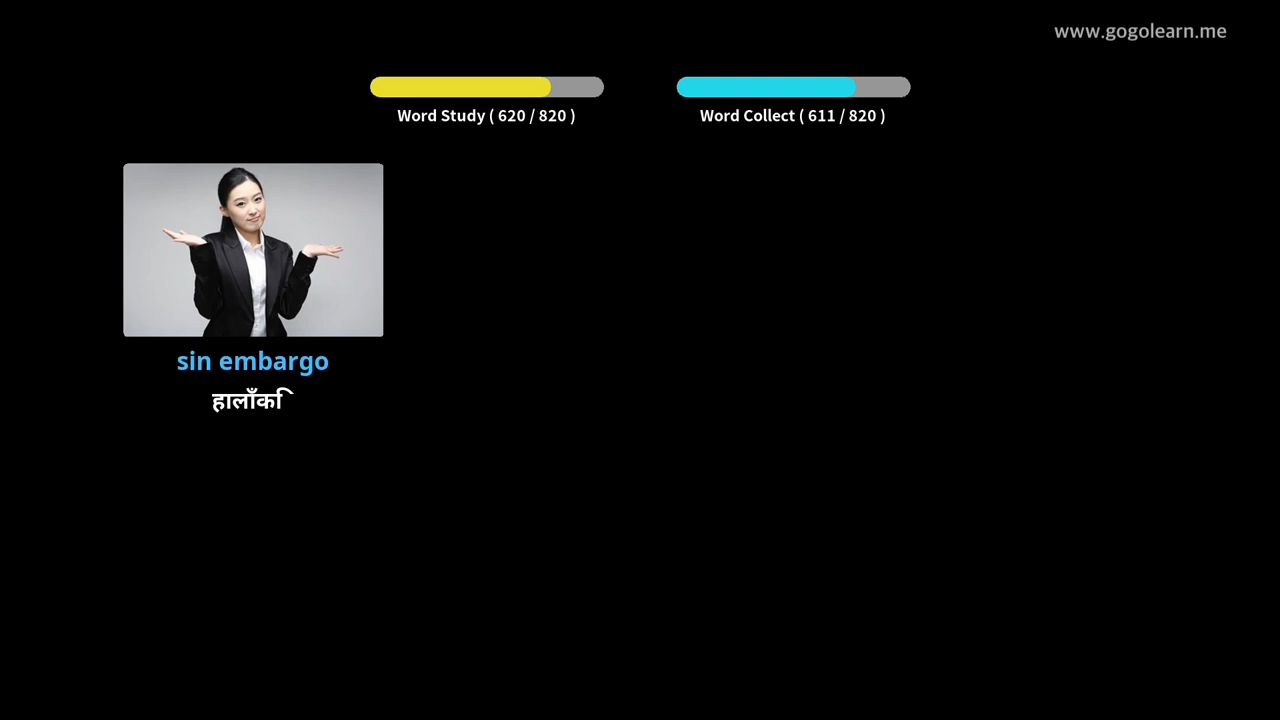 www.gogolearn.me
Word Study ( 620 / 820 )
Word Collect ( 611 / 820 )
sin embargo
हालाँकि